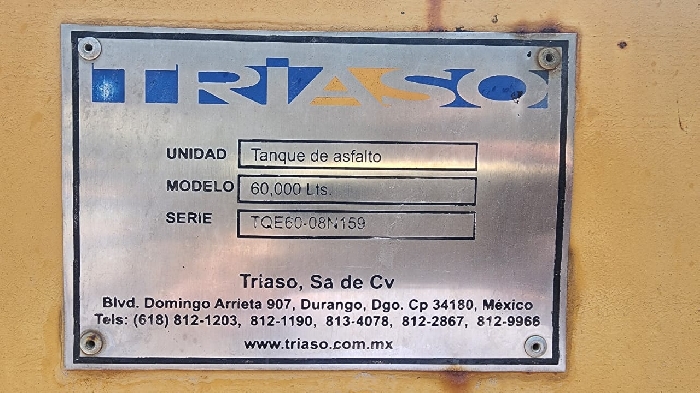 TRiASO
UNIDAD Tanque de asfalto
MODELO 60,000 Lts.
SERIE TQE60-08N159
Triaso, Sa de Cv
Blvd. Domingo Arrieta 907, Durango, Dgo. Cp 34180, México
Tels: (618) 812-1203, 812-1190, 813-4078, 812-2867, 812-9966
www.triaso.com.mx